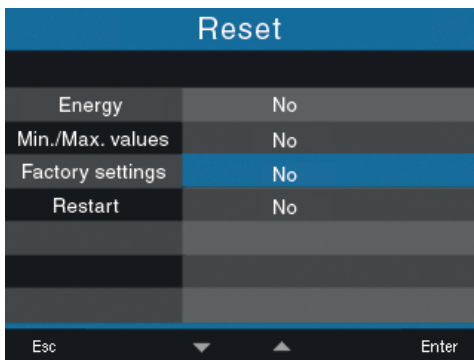 Reset
Energy No
Min./Max. values No
Factory settings No
Restart No
Esc Enter